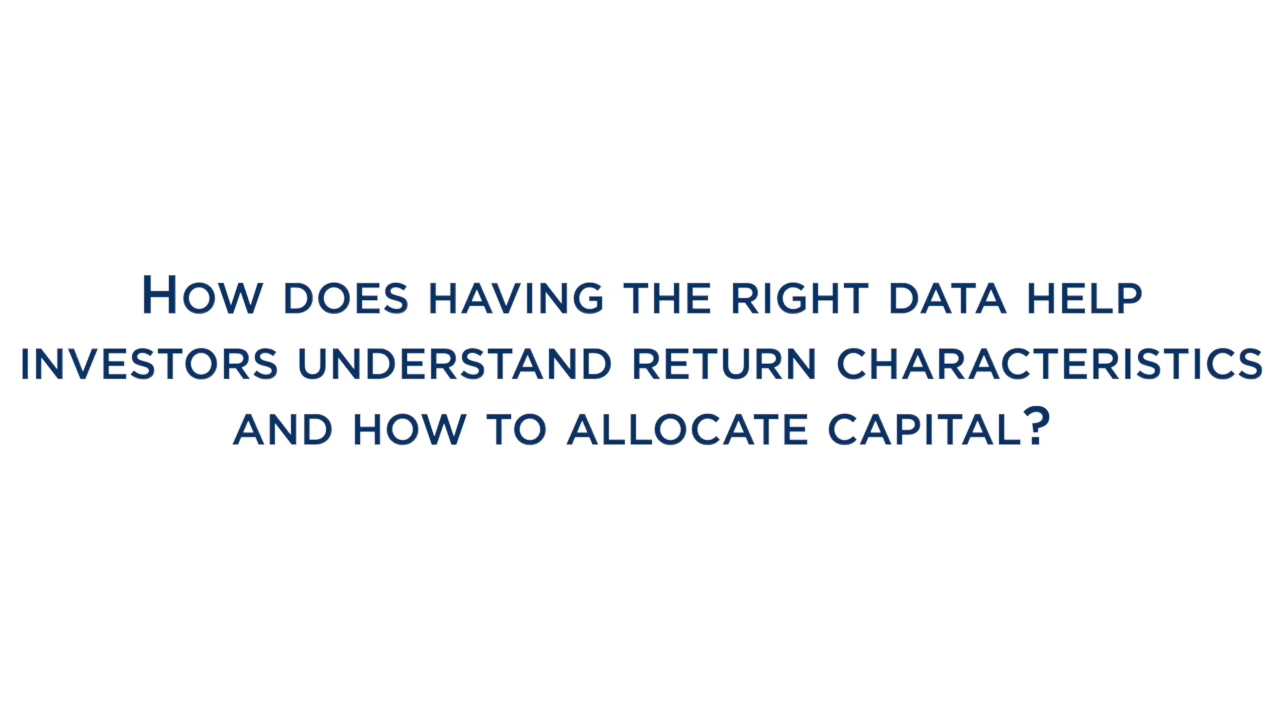 How does having the right data help
investors understand return characteristics
and how to allocate capital?